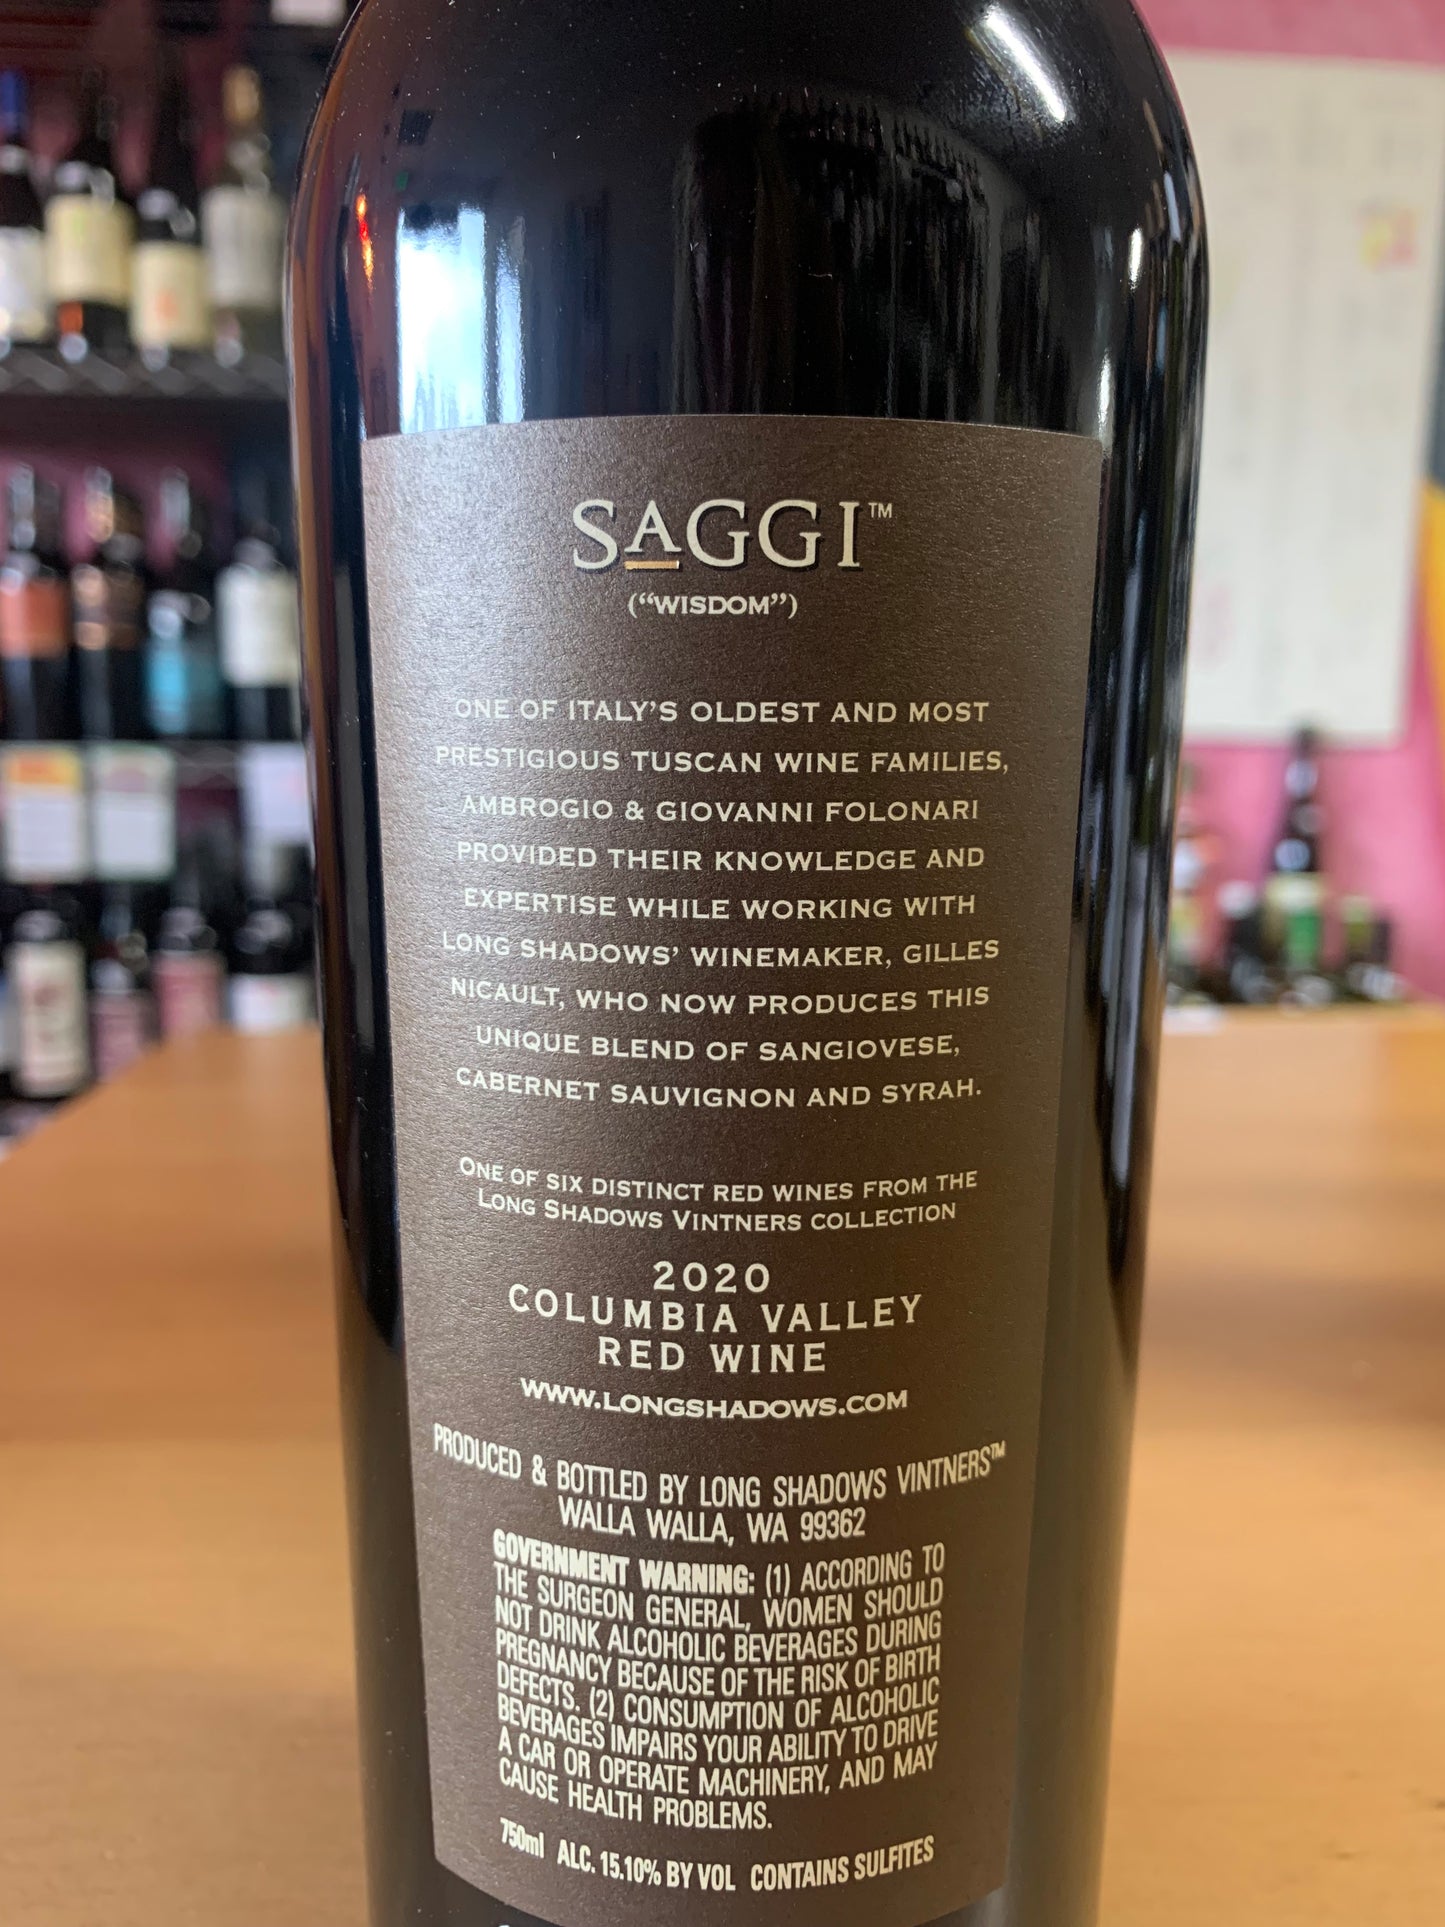 SAGGI™
("WISDOM")
ONE OF ITALY'S OLDEST AND MOST
PRESTIGIOUS TUSCAN WINE FAMILIES,
AMBROGIO & GIOVANNI FOLONARI
PROVIDED THEIR KNOWLEDGE AND
EXPERTISE WHILE WORKING WITH
LONG SHADOWS' WINEMAKER, GILLES
NICAULT, WHO NOW PRODUCES THIS
UNIQUE BLEND OF SANGIOVESE,
CABERNET SAUVIGNON AND SYRAH.
ONE OF SIX DISTINCT RED WINES FROM THE
LONG SHADOWS VINTNERS COLLECTION
2020
COLUMBIA VALLEY
RED WINE
WWW.LONGSHADOWS.COM
PRODUCED & BOTTLED BY LONG SHADOWS VINTNERS™
WALLA WALLA, WA 99362
GOVERNMENT WARNING: (1) ACCORDING TO
THE SURGEON GENERAL, WOMEN SHOULD
NOT DRINK ALCOHOLIC BEVERAGES DURING
PREGNANCY BECAUSE OF THE RISK OF BIRTH
DEFECTS. (2) CONSUMPTION OF ALCOHOLIC
BEVERAGES IMPAIRS YOUR ABILITY TO DRIVE
A CAR OR OPERATE MACHINERY, AND MAY
CAUSE HEALTH PROBLEMS.
750ml ALC. 15.10% BY VOL CONTAINS SULFITES